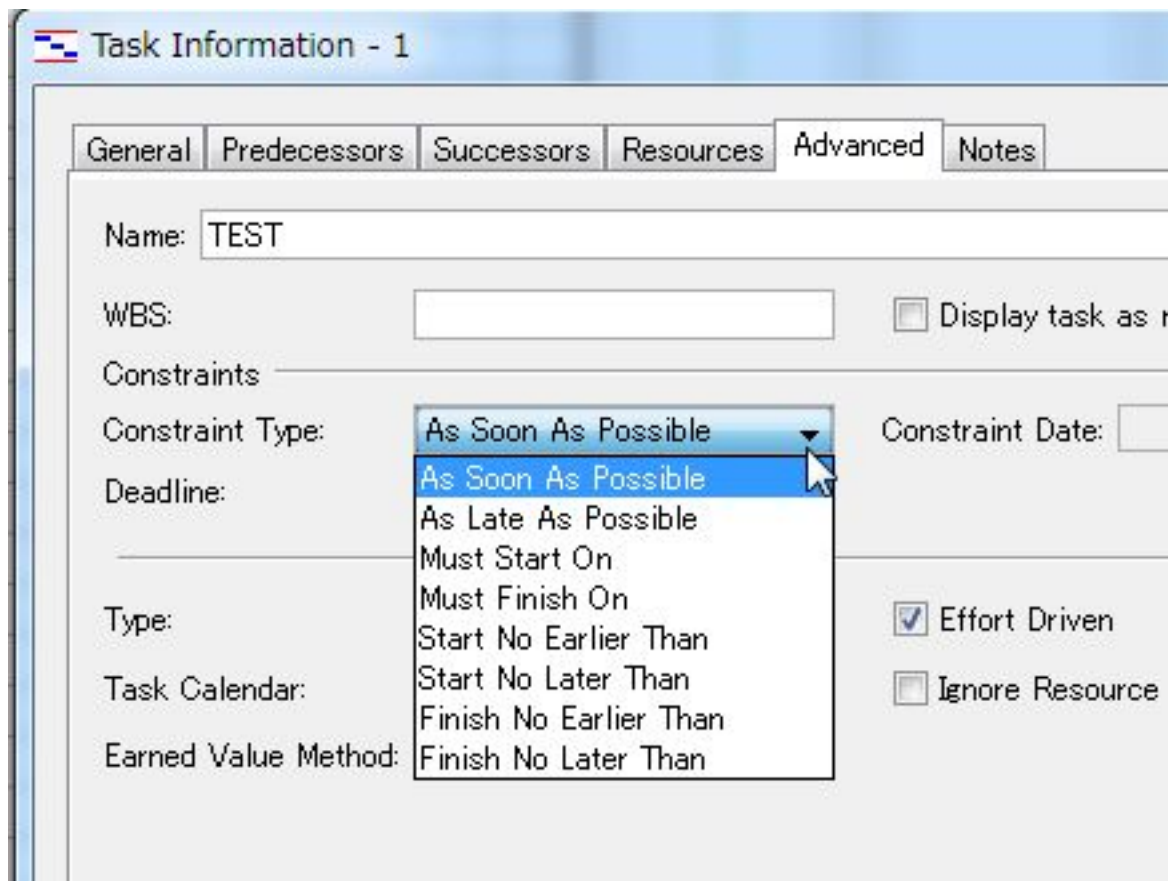 Task Information - 1
General Predecessors Successors Resources Advanced Notes
Name: TEST
WBS: Display task as
Constraints
Constraint Type: As Soon As Possible Constraint Date:
As Soon As Possible
Deadline:
As Late As Possible
Must Start On
Must Finish On
Type: Effort Driven
Start No Earlier Than
Task Calendar: Start No Later Than Ignore Resource
Finish No Earlier Than
Earned Value Method: Finish No Later Than